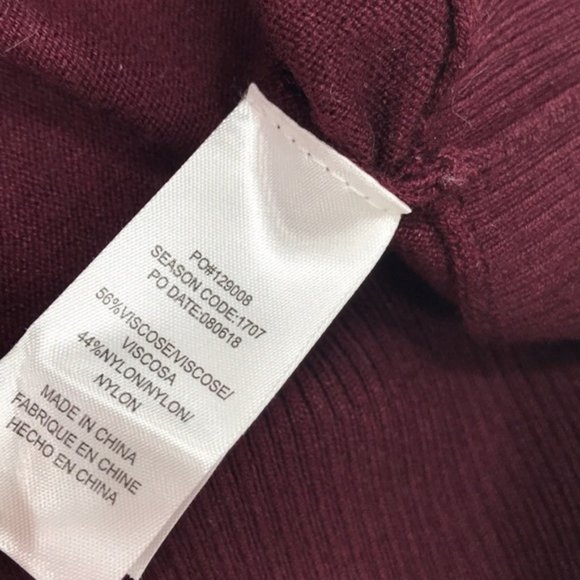 PO#129008
SEASON CODE:1707
PO DATE:080618
56%VISCOSE/VISCOSE/
VISCOSA
44%NYLON/NYLON/
NYLON
MADE IN CHINA
FABRIQUE EN CHINE
HECHO EN CHINA